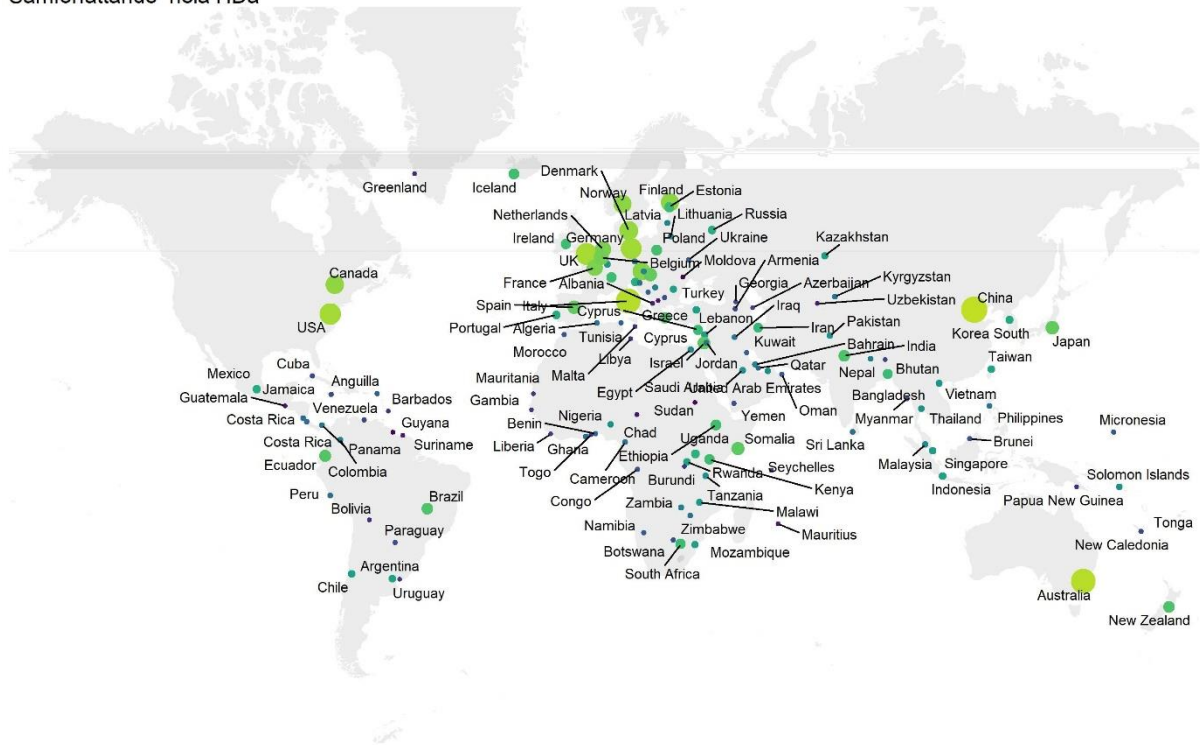 Samförfattande hela HDa
Denmark
Norway
Finland
Estonia
Greenland
Iceland
Netherlands
Latvia
Lithuania
Russia
Ireland
Germany
Poland
Ukraine
Kazakhstan
Canada
UK
Belgium
Moldova
Armenia
France
Albania
Turkey
Georgia
Azerbaijan
Kyrgyzstan
Spain
Italy
Cyprus
Greece
Lebanon
Iraq
Uzbekistan
China
USA
Portugal
Algeria
Tunisia
Cyprus
Kuwait
Iran
Pakistan
Korea South
Japan
Morocco
Libya
Israel
Jordan
Bahrain
India
Taiwan
Cuba
Malta
Egypt
Saudi Arabia
United Arab Emirates
Qatar
Nepal
Bhutan
Mexico
Jamaica
Anguilla
Mauritania
Bangladesh
Vietnam
Guatemala
Barbados
Gambia
Oman
Myanmar
Costa Rica
Venezuela
Guyana
Nigeria
Sudan
Yemen
Thailand
Philippines
Micronesia
Costa Rica
Panama
Suriname
Benin
Chad
Liberia
Ghana
Uganda
Somalia
Sri Lanka
Brunei
Ecuador
Colombia
Togo
Ethiopia
Malaysia
Singapore
Cameroon
Rwanda
Seychelles
Solomon Islands
Peru
Congo
Burundi
Tanzania
Kenya
Indonesia
Papua New Guinea
Bolivia
Brazil
Zambia
Malawi
Paraguay
Namibia
Zimbabwe
Mauritius
Tonga
Botswana
Mozambique
New Caledonia
Argentina
South Africa
Chile
Uruguay
Australia
New Zealand